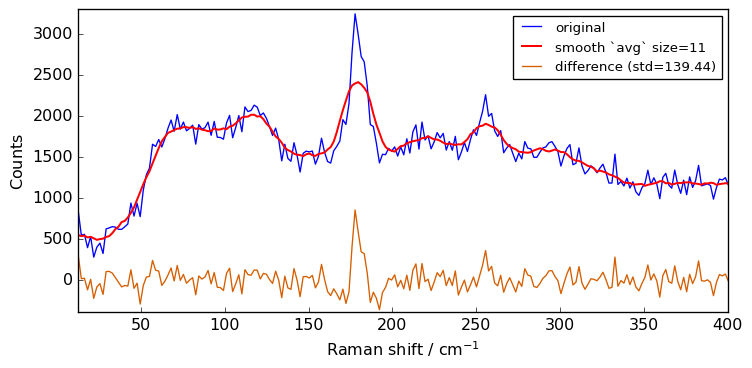 original
smooth `avg` size=11
difference (std=139.44)
Counts
3000
2500
2000
1500
1000
500
0
50 100 150 200 250 300 350 400
Raman shift / cm⁻¹